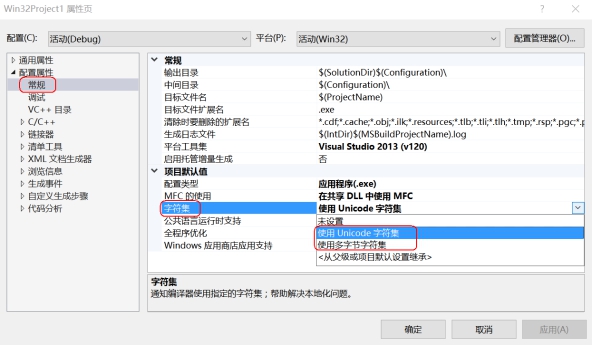 Win32Project1 属性页
配置(C): 活动(Debug) 平台(P): 活动(Win32) 配置管理器(O)...
通用属性
配置属性
常规
调试
VC++ 目录
C/C++
链接器
清单工具
XML 文档生成器
浏览信息
生成事件
自定义生成步骤
代码分析
常规
输出目录 $(SolutionDir)$(Configuration)\
中间目录 $(Configuration)\
目标文件名 $(ProjectName)
目标文件扩展名 .exe
清除时要删除的扩展名 *.cdf;*.cache;*.obj;*.ilk;*.resources;*.tlb;*.tli;*.tlh;*.tmp;*.rsp;*.pgc;*.p
生成日志文件 $(IntDir)$(MSBuildProjectName).log
平台工具集 Visual Studio 2013 (v120)
启用托管增量生成 否
项目默认值
配置类型 应用程序(.exe)
MFC 的使用 在共享 DLL 中使用 MFC
字符集 使用 Unicode 字符集
公共语言运行时支持 未设置
全程序优化 使用 Unicode 字符集
Windows 应用商店应用支持 使用多字节字符集
<从父级或项目默认设置继承>
字符集
通知编译器使用指定的字符集；帮助解决本地化问题。
确定 取消 应用(A)